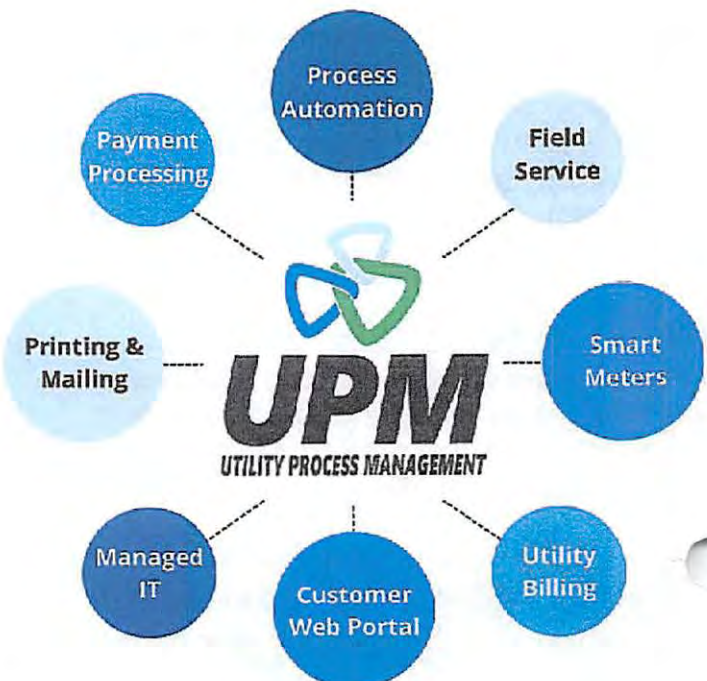 Process
Automation
Payment
Processing
Field
Service
Printing &
Mailing
UPM
UTILITY PROCESS MANAGEMENT
Smart
Meters
Managed
IT
Customer
Web Portal
Utility
Billing